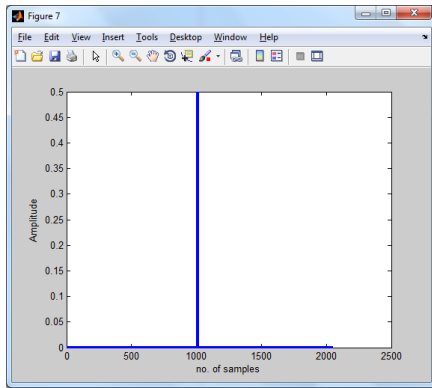 Figure 7
File Edit View Insert Tools Desktop Window Help
0.5
0.45
0.4
0.35
0.3
0.25
0.2
0.15
0.1
0.05
0
Amplitude
0 500 1000 1500 2000 2500
no. of samples